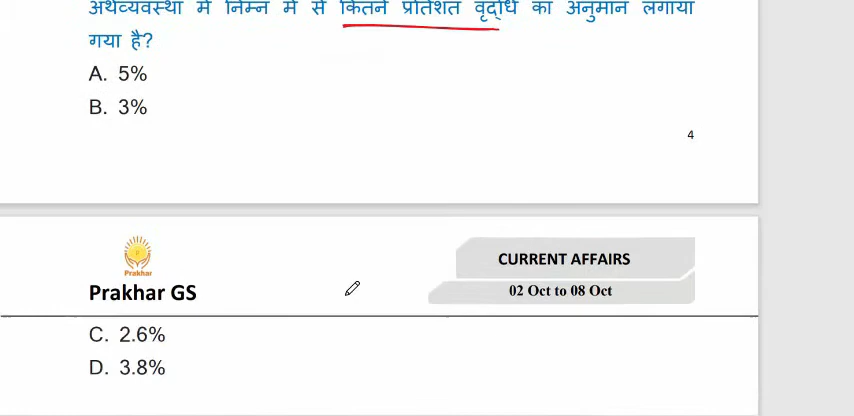 अर्थव्यवस्था में निम्न में से कितने प्रतिशत वृद्धि का अनुमान लगाया
गया है?
A. 5%
B. 3%
4
Prakhar
Prakhar GS
CURRENT AFFAIRS
02 Oct to 08 Oct
C. 2.6%
D. 3.8%